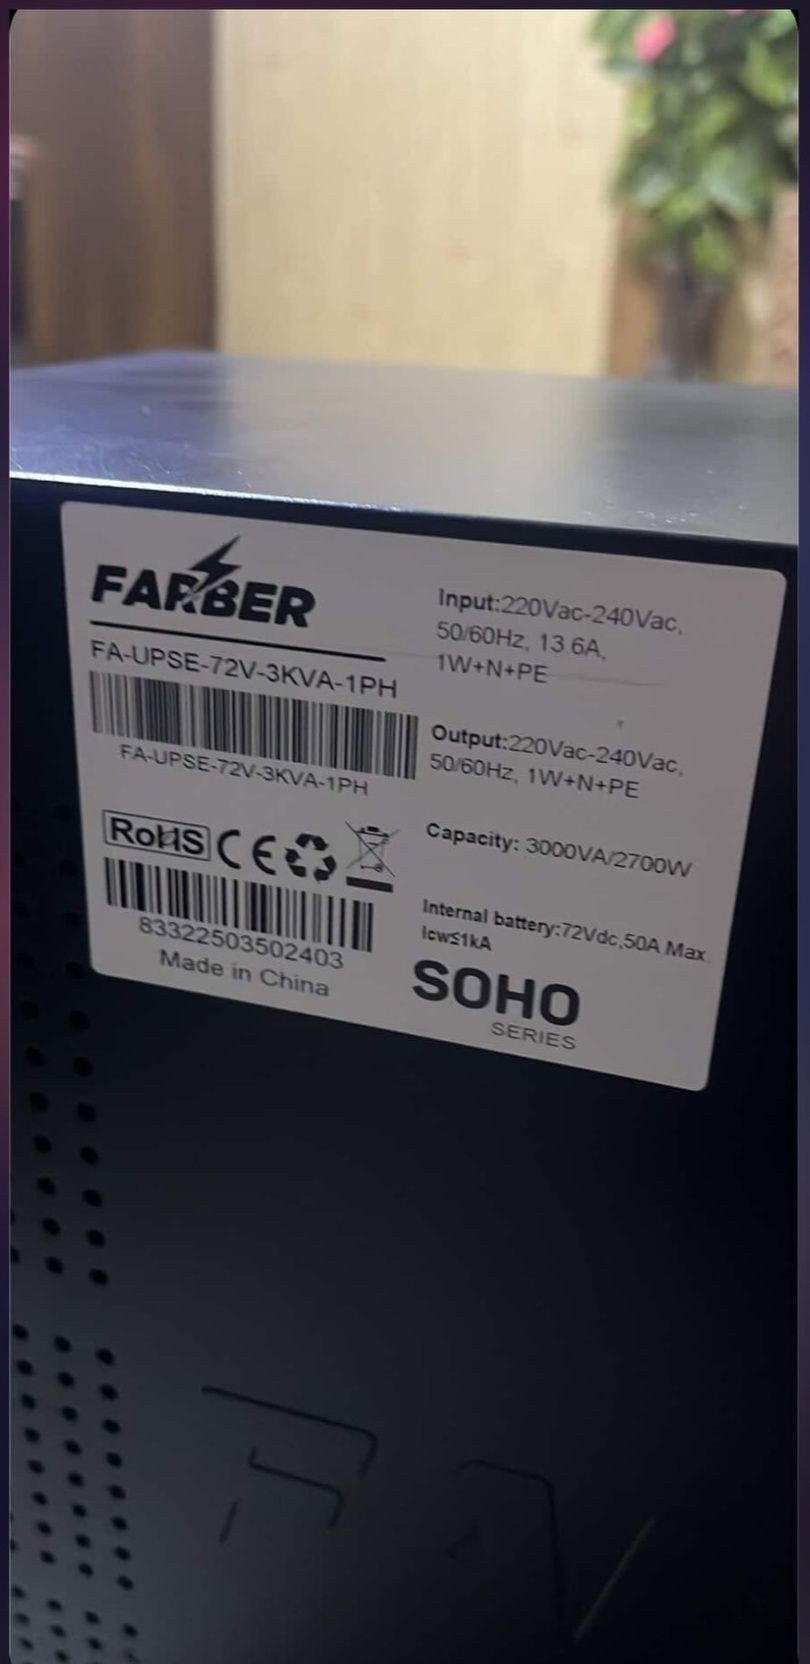 FARBER
FA-UPSE-72V-3KVA-1PH
FA-UPSE-72V-3KVA-1PH
RoHS CE
83322503502403
Made in China
Input:220Vac-240Vac,
50/60Hz, 13.6A,
1W+N+PE
Output:220Vac-240Vac,
50/60Hz, 1W+N+PE
Capacity: 3000VA/2700W
Internal battery:72Vdc,50A Max.
Icw≤1kA
SOHO
SERIES
FA